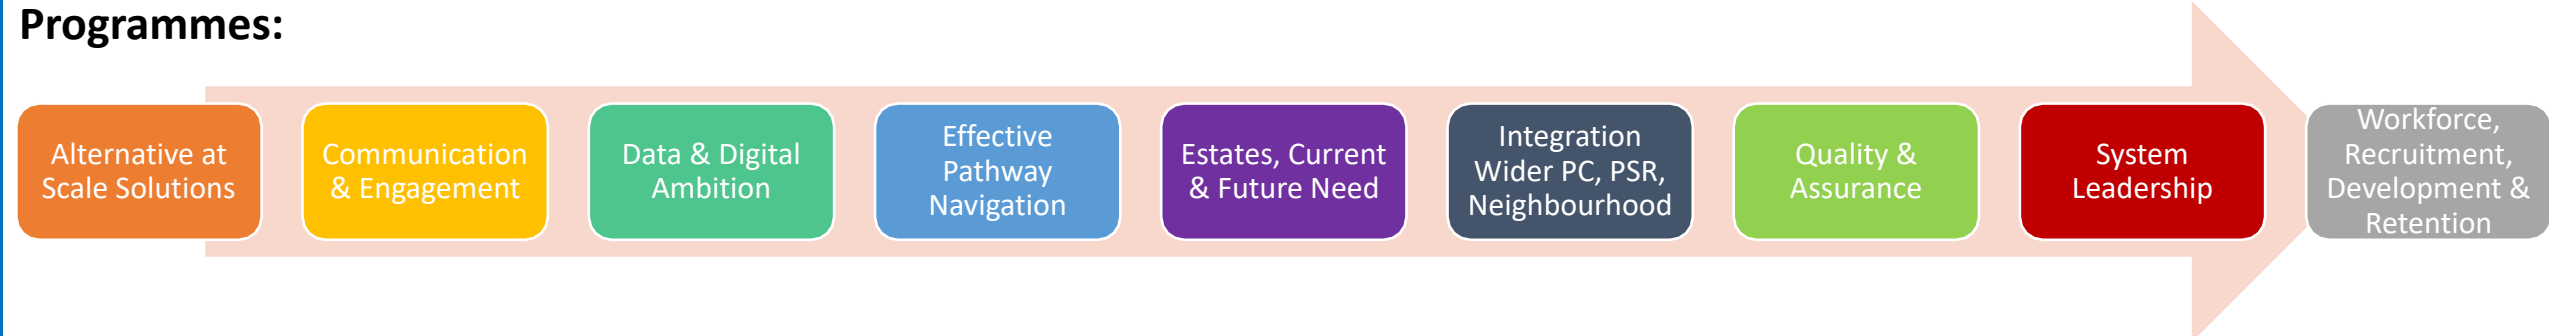 Programmes:
Alternative at
Scale Solutions
Communication
& Engagement
Data & Digital
Ambition
Effective
Pathway
Navigation
Estates, Current
& Future Need
Integration
Wider PC, PSR,
Neighbourhood
Quality &
Assurance
System
Leadership
Workforce,
Recruitment,
Development &
Retention